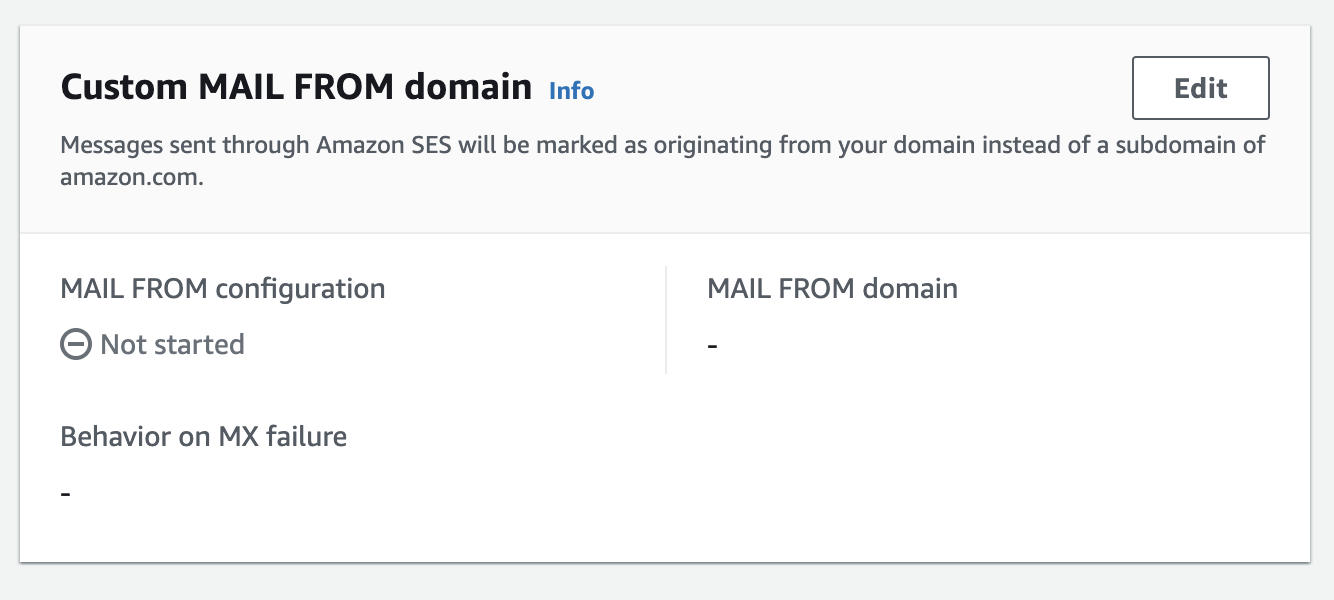 Custom MAIL FROM domain Info
Edit
Messages sent through Amazon SES will be marked as originating from your domain instead of a subdomain of
amazon.com.
MAIL FROM configuration
Not started
MAIL FROM domain
-
Behavior on MX failure
-